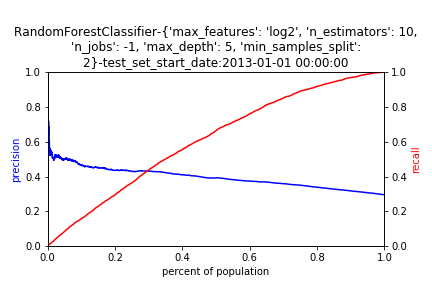 RandomForestClassifier-{'max_features': 'log2', 'n_estimators': 10,
'n_jobs': -1, 'max_depth': 5, 'min_samples_split':
2}-test_set_start_date:2013-01-01 00:00:00
1.0
0.8
0.6
0.4
0.2
0.0
precision
1.0
0.8
0.6
0.4
0.2
0.0
recall
0.0 0.2 0.4 0.6 0.8 1.0
percent of population